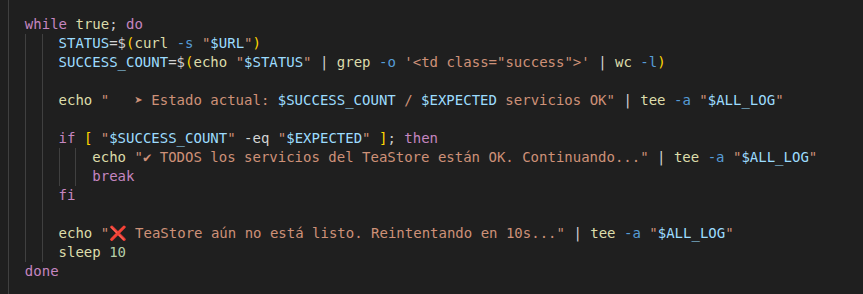 while true; do
STATUS=$(curl -s "$URL")
SUCCESS_COUNT=$(echo "$STATUS" | grep -o '<td class="success">' | wc -l)
echo "   ➤ Estado actual: $SUCCESS_COUNT / $EXPECTED servicios OK" | tee -a "$ALL_LOG"
if [ "$SUCCESS_COUNT" -eq "$EXPECTED" ]; then
echo "✔ TODOS los servicios del TeaStore están OK. Continuando..." | tee -a "$ALL_LOG"
break
fi
echo "❌ TeaStore aún no está listo. Reintentando en 10s..." | tee -a "$ALL_LOG"
sleep 10
done